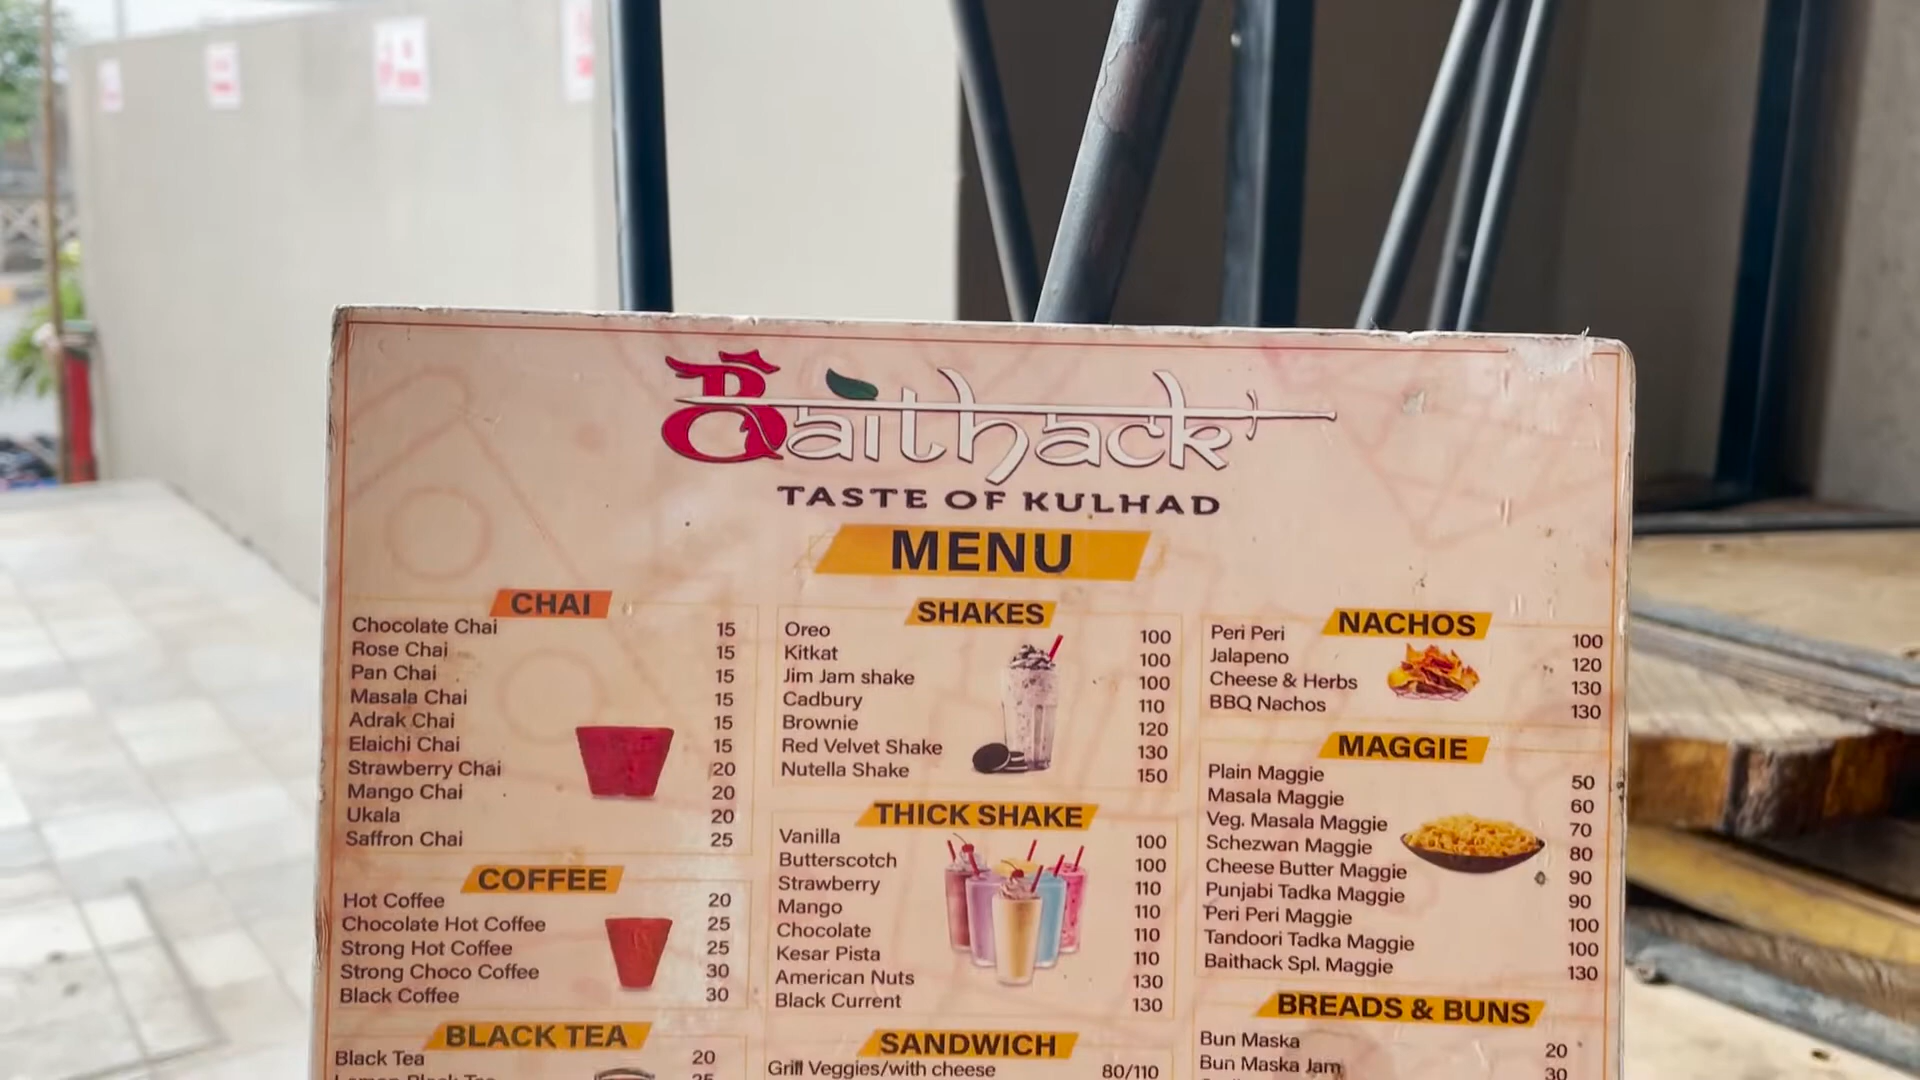 Baithack
TASTE OF KULHAD
MENU
CHAI
Chocolate Chai 15
Rose Chai 15
Pan Chai 15
Masala Chai 15
Adrak Chai 15
Elaichi Chai 15
Strawberry Chai 20
Mango Chai 20
Ukala 20
Saffron Chai 25
COFFEE
Hot Coffee 20
Chocolate Hot Coffee 25
Strong Hot Coffee 25
Strong Choco Coffee 30
Black Coffee 30
BLACK TEA
Black Tea 20
SHAKES
Oreo 100
Kitkat 100
Jim Jam shake 100
Cadbury 110
Brownie 120
Red Velvet Shake 130
Nutella Shake 150
THICK SHAKE
Vanilla 100
Butterscotch 100
Strawberry 110
Mango 110
Chocolate 110
Kesar Pista 110
American Nuts 130
Black Current 130
SANDWICH
Grill Veggies/with cheese 80/110
NACHOS
Peri Peri 100
Jalapeno 120
Cheese & Herbs 130
BBQ Nachos 130
MAGGIE
Plain Maggie 50
Masala Maggie 60
Veg. Masala Maggie 70
Schezwan Maggie 80
Cheese Butter Maggie 90
Punjabi Tadka Maggie 90
Peri Peri Maggie 100
Tandoori Tadka Maggie 100
Baithack Spl. Maggie 130
BREADS & BUNS
Bun Maska 20
Bun Maska Jam 30